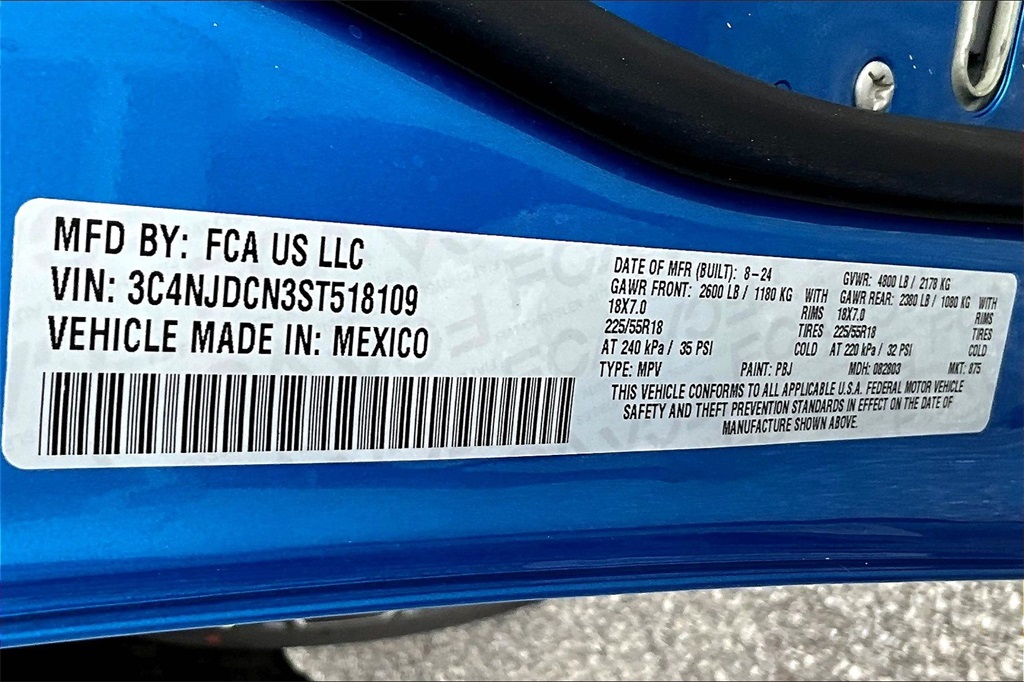 MFD BY: FCA US LLC
VIN: 3C4NJDCN3ST518109
VEHICLE MADE IN: MEXICO
DATE OF MFR (BUILT): 8-24 GVWR: 4800 LB / 2178 KG
GAWR FRONT: 2600 LB / 1180 KG WITH GAWR REAR: 2380 LB / 1080 KG WITH
18X7.0 RIMS 18X7.0 RIMS
225/55R18 TIRES 225/55R18 TIRES
AT 240 kPa / 35 PSI COLD AT 220 kPa / 32 PSI COLD
TYPE: MPV PAINT: PBJ MDH: 082803 MKT: 875
THIS VEHICLE CONFORMS TO ALL APPLICABLE U.S.A. FEDERAL MOTOR VEHICLE
SAFETY AND THEFT PREVENTION STANDARDS IN EFFECT ON THE DATE OF
MANUFACTURE SHOWN ABOVE.